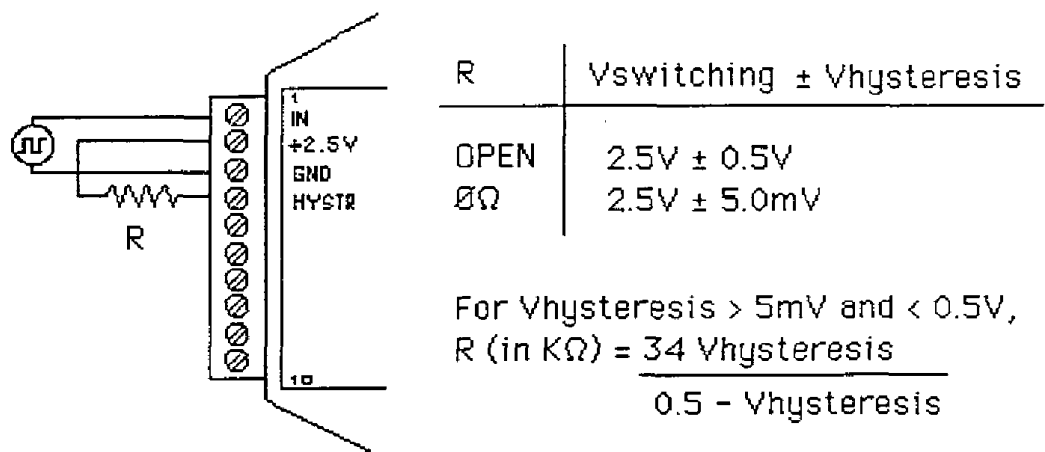 1
IN
+2.5V
GND
HYSTR
10
R
R Vswitching ± Vhysteresis
OPEN 2.5V ± 0.5V
0Ω 2.5V ± 5.0mV
For Vhysteresis > 5mV and < 0.5V,
R (in KΩ) = 34 Vhysteresis
0.5 - Vhysteresis